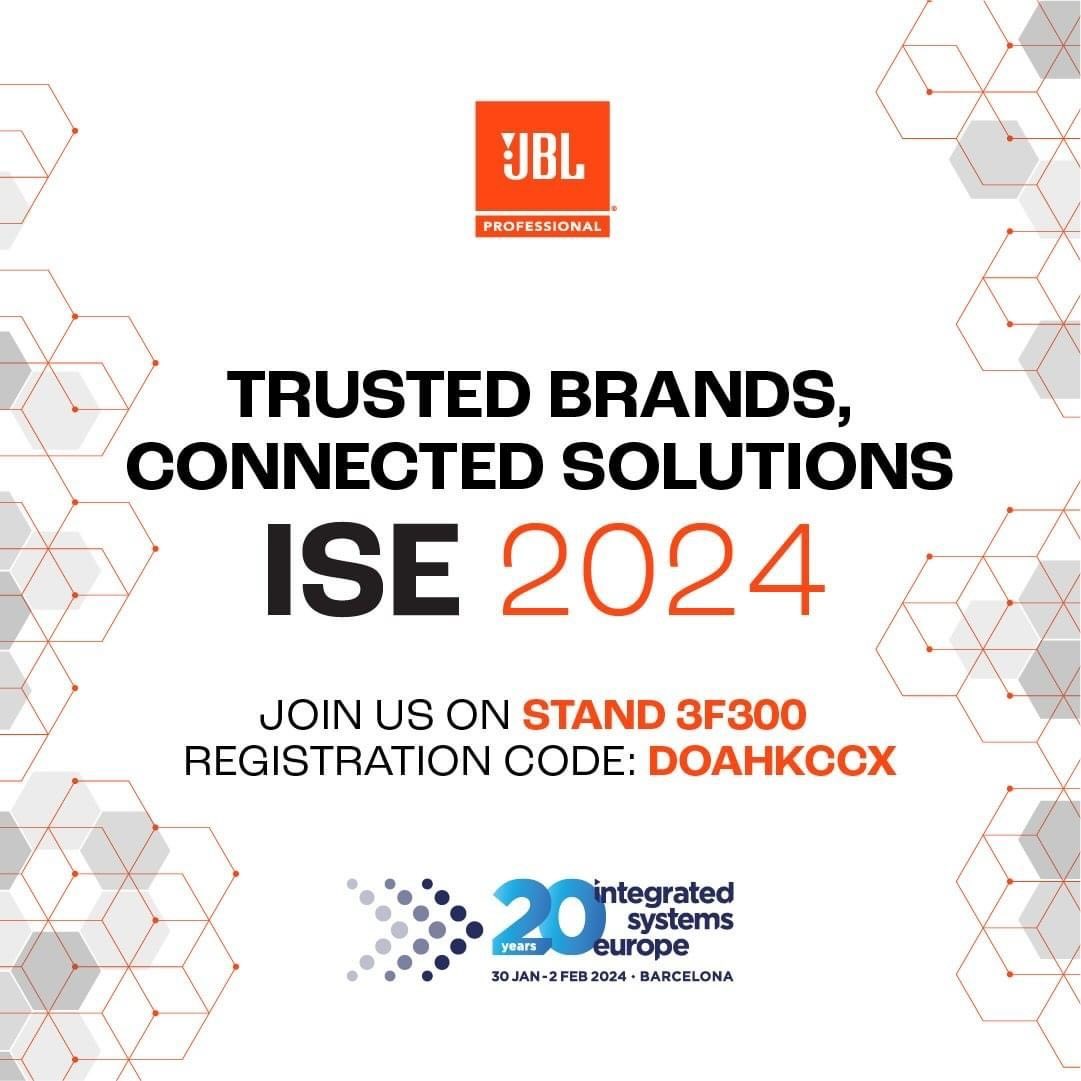 JBL
PROFESSIONAL
TRUSTED BRANDS,
CONNECTED SOLUTIONS
ISE 2024
JOIN US ON STAND 3F300
REGISTRATION CODE: DOAHKCCX
20 years
integrated
systems
europe
30 JAN-2 FEB 2024 • BARCELONA